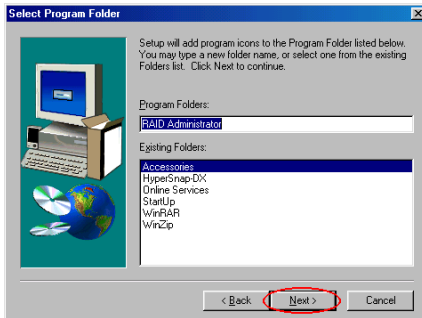 Select Program Folder
Setup will add program icons to the Program Folder listed below.
You may type a new folder name, or select one from the existing
Folders list. Click Next to continue.
Program Folders:
RAID Administrator
Existing Folders:
Accessories
HyperSnap-DX
Online Services
StartUp
WinRAR
WinZip
< Back
Next >
Cancel